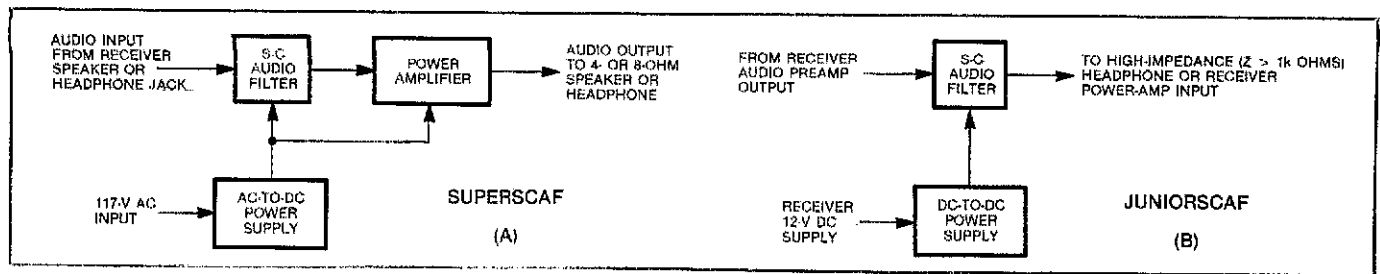 AUDIO INPUT
FROM RECEIVER
SPEAKER OR
HEADPHONE JACK
S-C
AUDIO
FILTER
POWER
AMPLIFIER
AUDIO OUTPUT
TO 4- OR 8-OHM
SPEAKER OR
HEADPHONE
117-V AC
INPUT
AC-TO-DC
POWER
SUPPLY
SUPERSCAF
(A)
FROM RECEIVER
AUDIO PREAMP
OUTPUT
S-C
AUDIO
FILTER
TO HIGH-IMPEDANCE (Z > 1k OHMS)
HEADPHONE OR RECEIVER
POWER-AMP INPUT
RECEIVER
12-V DC
SUPPLY
DC-TO-DC
POWER
SUPPLY
JUNIORSCAF
(B)